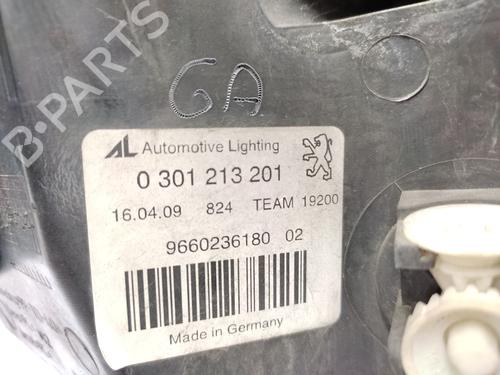 GA
B-PARTS
AL Automotive Lighting
0 301 213 201
16.04.09 824 TEAM 19200
9660236180 02
Made in Germany